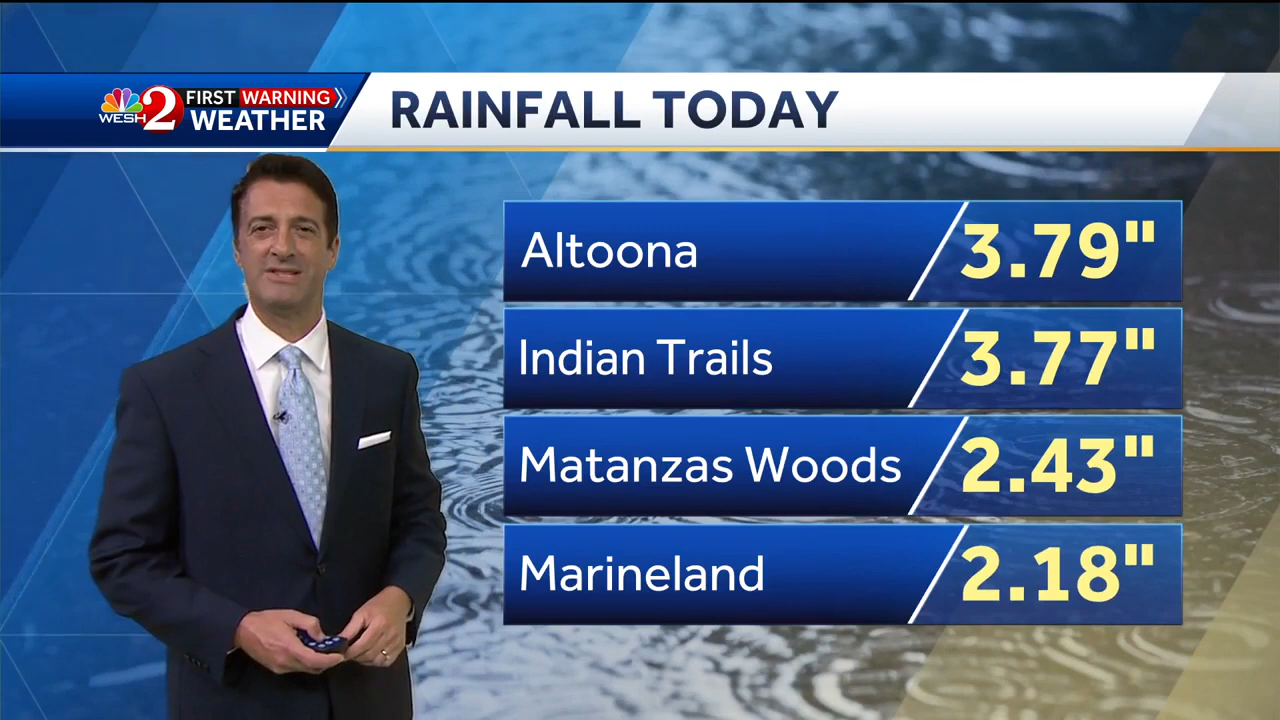 WESH 2 FIRST WARNING
WEATHER
RAINFALL TODAY
Altoona 3.79"
Indian Trails 3.77"
Matanzas Woods 2.43"
Marineland 2.18"